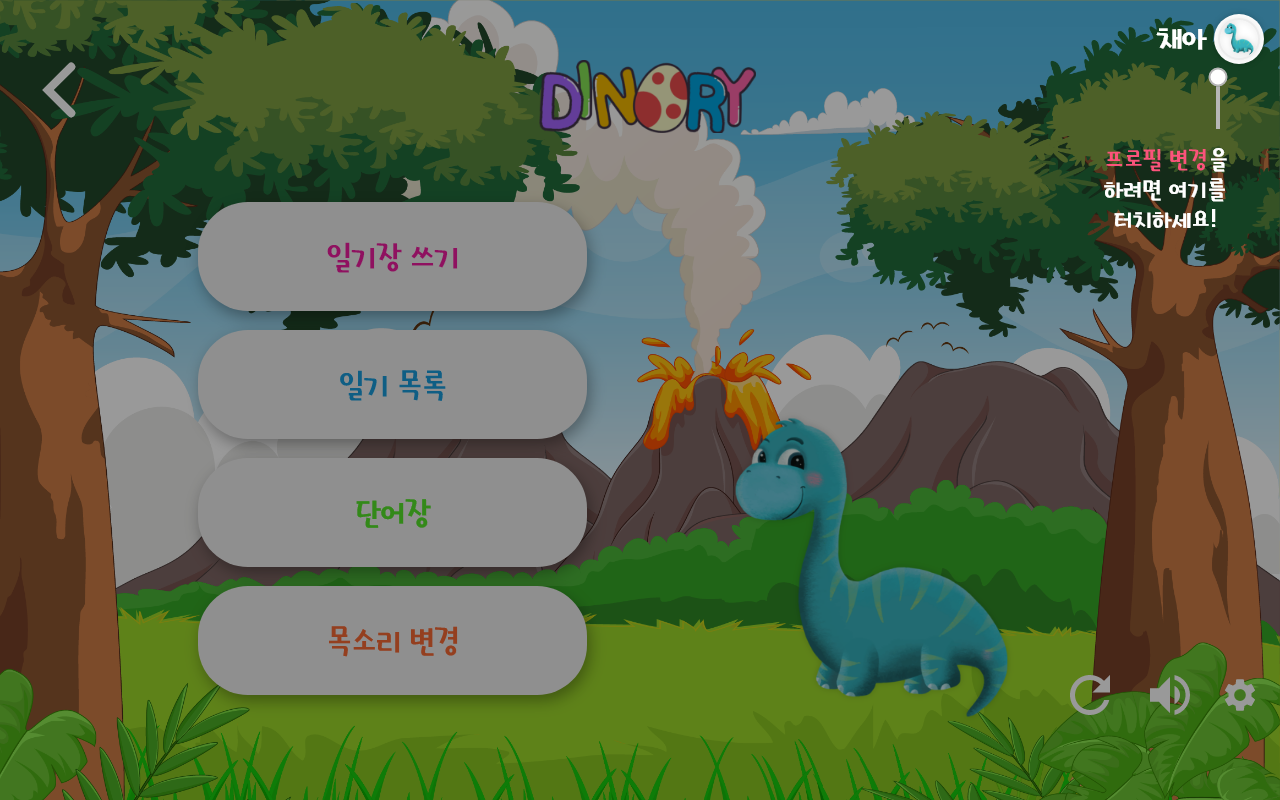 채아
DINORY
프로필 변경을
하려면 여기를
터치하세요!
일기장 쓰기
일기 목록
단어장
목소리 변경